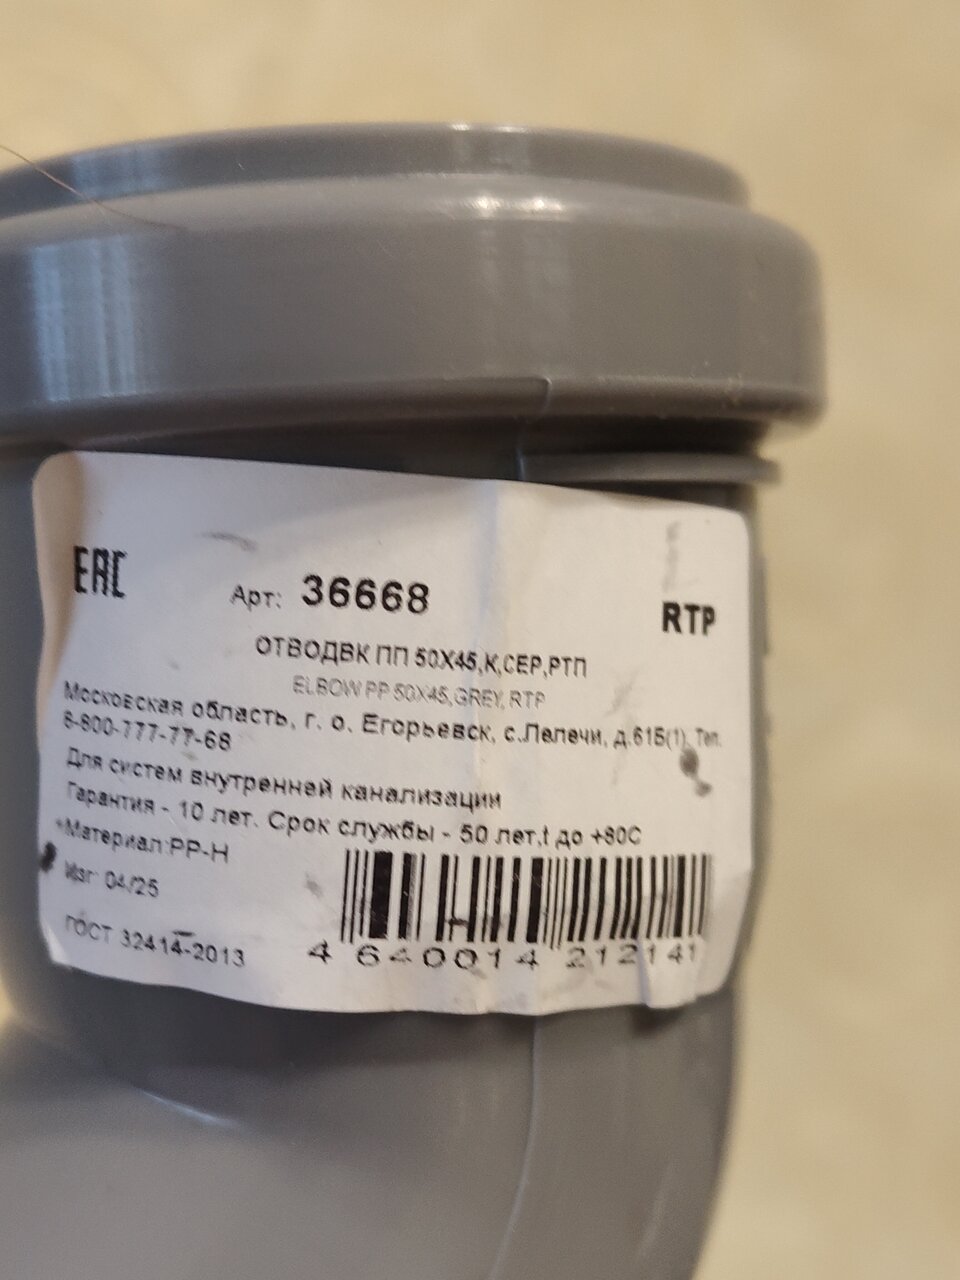 EAC
Арт: 36668
RTP
ОТВОДВК ПП 50X45,К,СЕР,РТП
ELBOW PP 50X45,GREY, RTP
Московская область, г. о. Егорьевск, с.Лелечи, д.61Б(1), Тел.
8-800-777-77-68
Для систем внутренней канализации
Гарантия - 10 лет. Срок службы - 50 лет,t до +80C
*Материал:PP-H
Изг: 04/25
ГОСТ 32414-2013
4 640014 212141